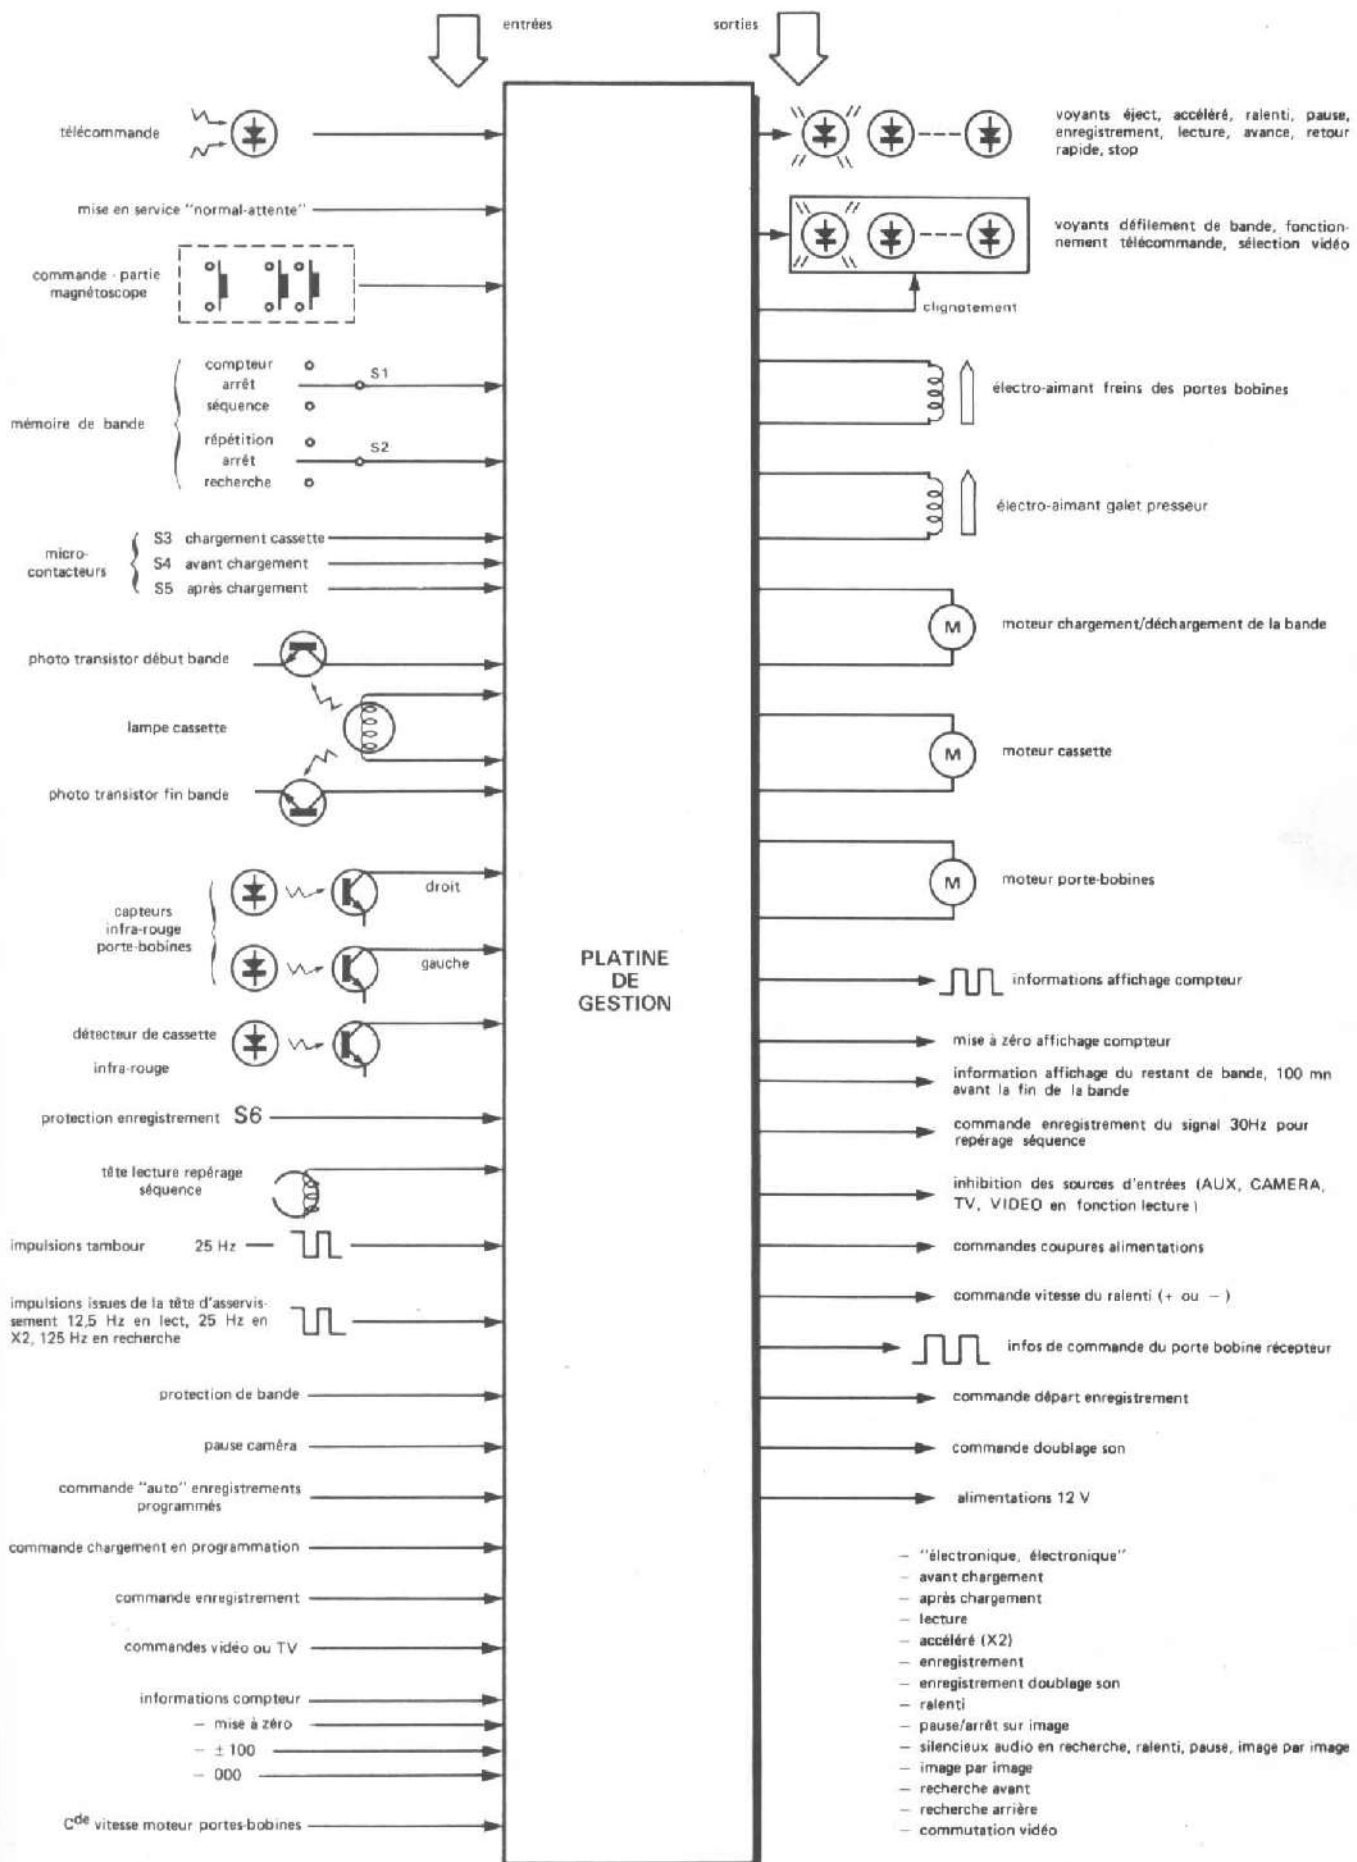 entrées
sorties
télécommande
mise en service "normal-attente"
commande - partie
magnétoscope
mémoire de bande
compteur
arrêt
séquence
S1
répétition
arrêt
recherche
S2
micro-
contacteurs
S3 chargement cassette
S4 avant chargement
S5 après chargement
photo transistor début bande
lampe cassette
photo transistor fin bande
capteurs
infra-rouge
porte-bobines
droit
gauche
détecteur de cassette
infra-rouge
protection enregistrement S6
tête lecture repérage
séquence
impulsions tambour 25 Hz
impulsions issues de la tête d'asservis-
sement 12,5 Hz en lect, 25 Hz en
X2, 125 Hz en recherche
protection de bande
pause caméra
commande "auto" enregistrements
programmés
commande chargement en programmation
commande enregistrement
commandes vidéo ou TV
informations compteur
– mise à zéro
– ± 100
– 000
Cde vitesse moteur portes-bobines
PLATINE
DE
GESTION
voyants éject, accéléré, ralenti, pause,
enregistrement, lecture, avance, retour
rapide, stop
voyants défilement de bande, fonction-
nement télécommande, sélection vidéo
clignotement
électro-aimant freins des portes bobines
électro-aimant galet presseur
M
moteur chargement/déchargement de la bande
M
moteur cassette
M
moteur porte-bobines
informations affichage compteur
mise à zéro affichage compteur
information affichage du restant de bande, 100 mn
avant la fin de la bande
commande enregistrement du signal 30Hz pour
repérage séquence
inhibition des sources d'entrées (AUX, CAMERA,
TV, VIDEO en fonction lecture)
commandes coupures alimentations
commande vitesse du ralenti (+ ou –)
infos de commande du porte bobine récepteur
commande départ enregistrement
commande doublage son
alimentations 12 V
– "électronique, électronique"
– avant chargement
– après chargement
– lecture
– accéléré (X2)
– enregistrement
– enregistrement doublage son
– ralenti
– pause/arrêt sur image
– silencieux audio en recherche, ralenti, pause, image par image
– image par image
– recherche avant
– recherche arrière
– commutation vidéo